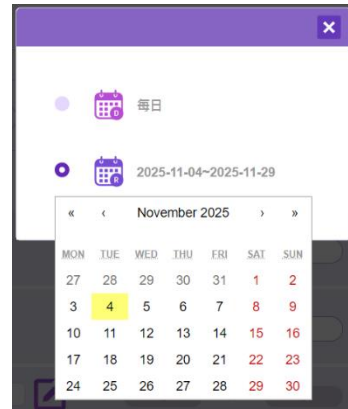 毎日
2025-11-04~2025-11-29
« ‹ November 2025 › »
MON TUE WED THU FRI SAT SUN
27 28 29 30 31 1 2
3 4 5 6 7 8 9
10 11 12 13 14 15 16
17 18 19 20 21 22 23
24 25 26 27 28 29 30